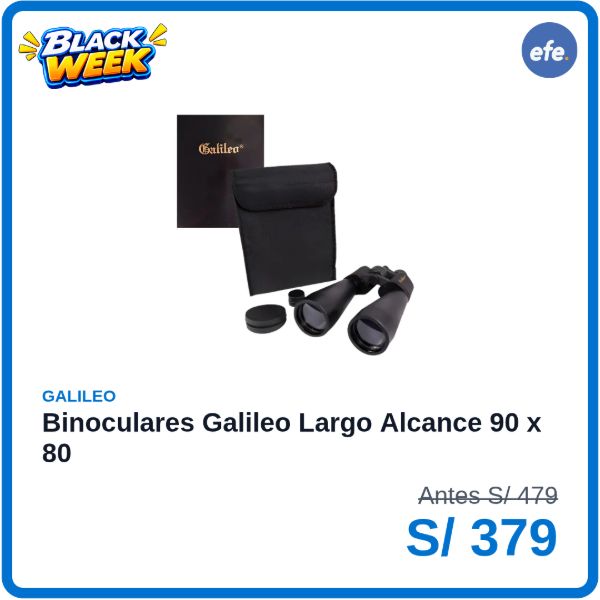 BLACK
WEEK
efe.
Galileo®
GALILEO
Binoculares Galileo Largo Alcance 90 x
80
Antes S/ 479
S/ 379